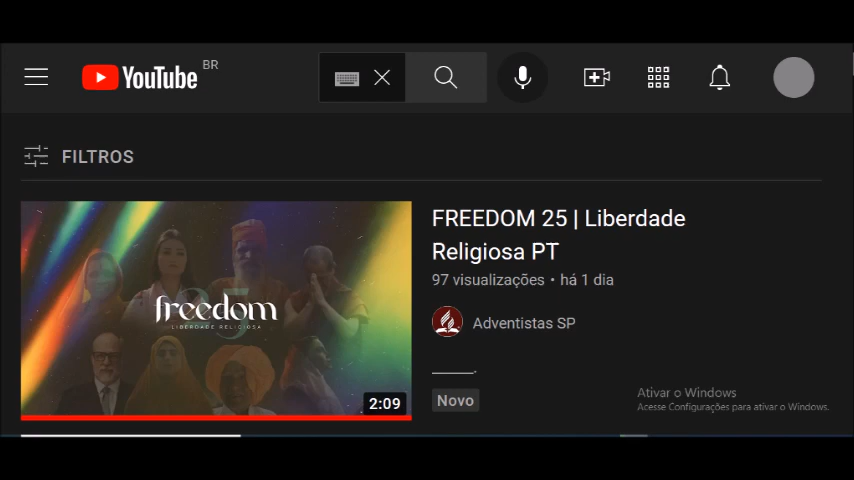 YouTube BR
FILTROS
freedom
25
LIBERDADE RELIGIOSA
2:09
FREEDOM 25 | Liberdade
Religiosa PT
97 visualizações • há 1 dia
Adventistas SP
Novo
Ativar o Windows
Acesse Configurações para ativar o Windows.